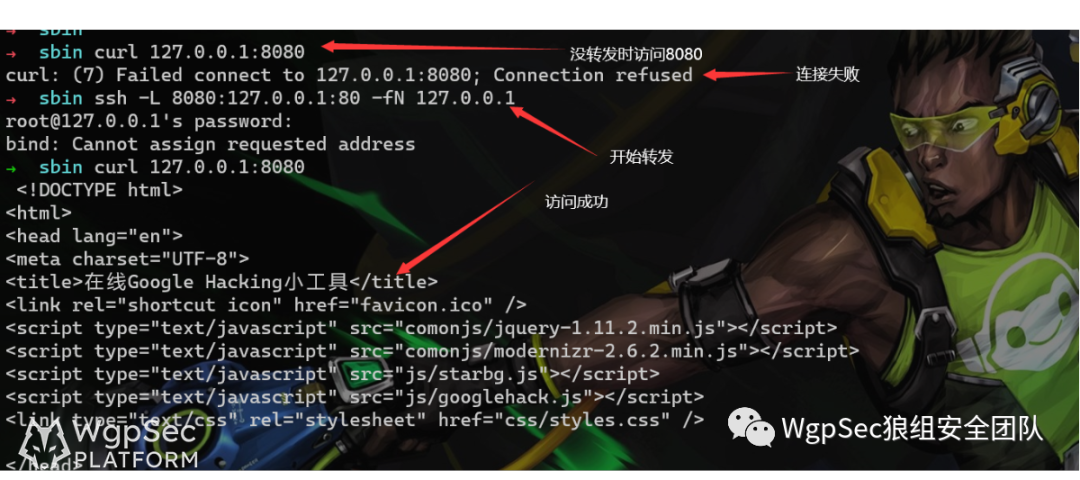 sbin
→ sbin curl 127.0.0.1:8080
没转发时访问8080
curl: (7) Failed connect to 127.0.0.1:8080; Connection refused
连接失败
→ sbin ssh -L 8080:127.0.0.1:80 -fN 127.0.0.1
root@127.0.0.1's password:
bind: Cannot assign requested address
开始转发
→ sbin curl 127.0.0.1:8080
<!DOCTYPE html>
访问成功
<html>
<head lang="en">
<meta charset="UTF-8">
<title>在线Google Hacking小工具</title>
<link rel="shortcut icon" href="favicon.ico" />
<script type="text/javascript" src="comonjs/jquery-1.11.2.min.js"></script>
<script type="text/javascript" src="comonjs/modernizr-2.6.2.min.js"></script>
<script type="text/javascript" src="js/starbg.js"></script>
<script type="text/javascript" src="js/googlehack.js"></script>
<link type="text/css" rel="stylesheet" href="css/styles.css" />
WgpSec狼组安全团队
WgpSec
PLATFORM
</head>